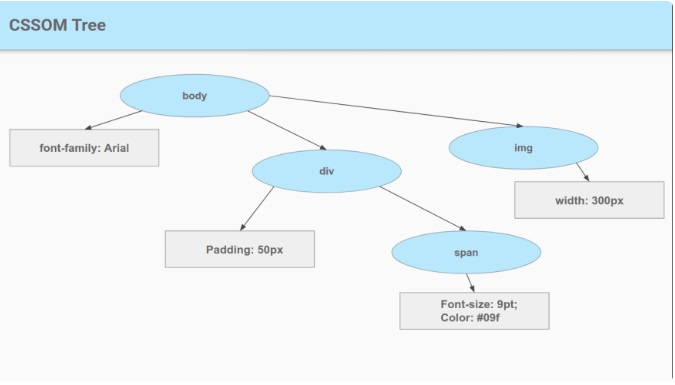 CSSOM Tree
body
font-family: Arial
img
div
width: 300px
Padding: 50px
span
Font-size: 9pt;
Color: #09f